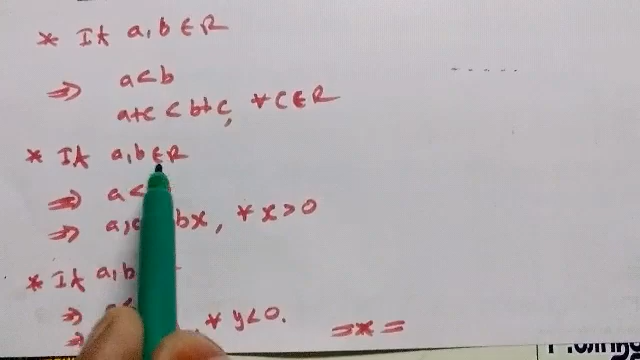 * If a,b ∈ R
⇒ a<b
a+c < b+c, ∀ c∈R
* If a,b ∈ R
⇒ a<
⇒ bx, ∀ x>0
* If a,b
⇒
⇒ ∀ y<0.
=x=